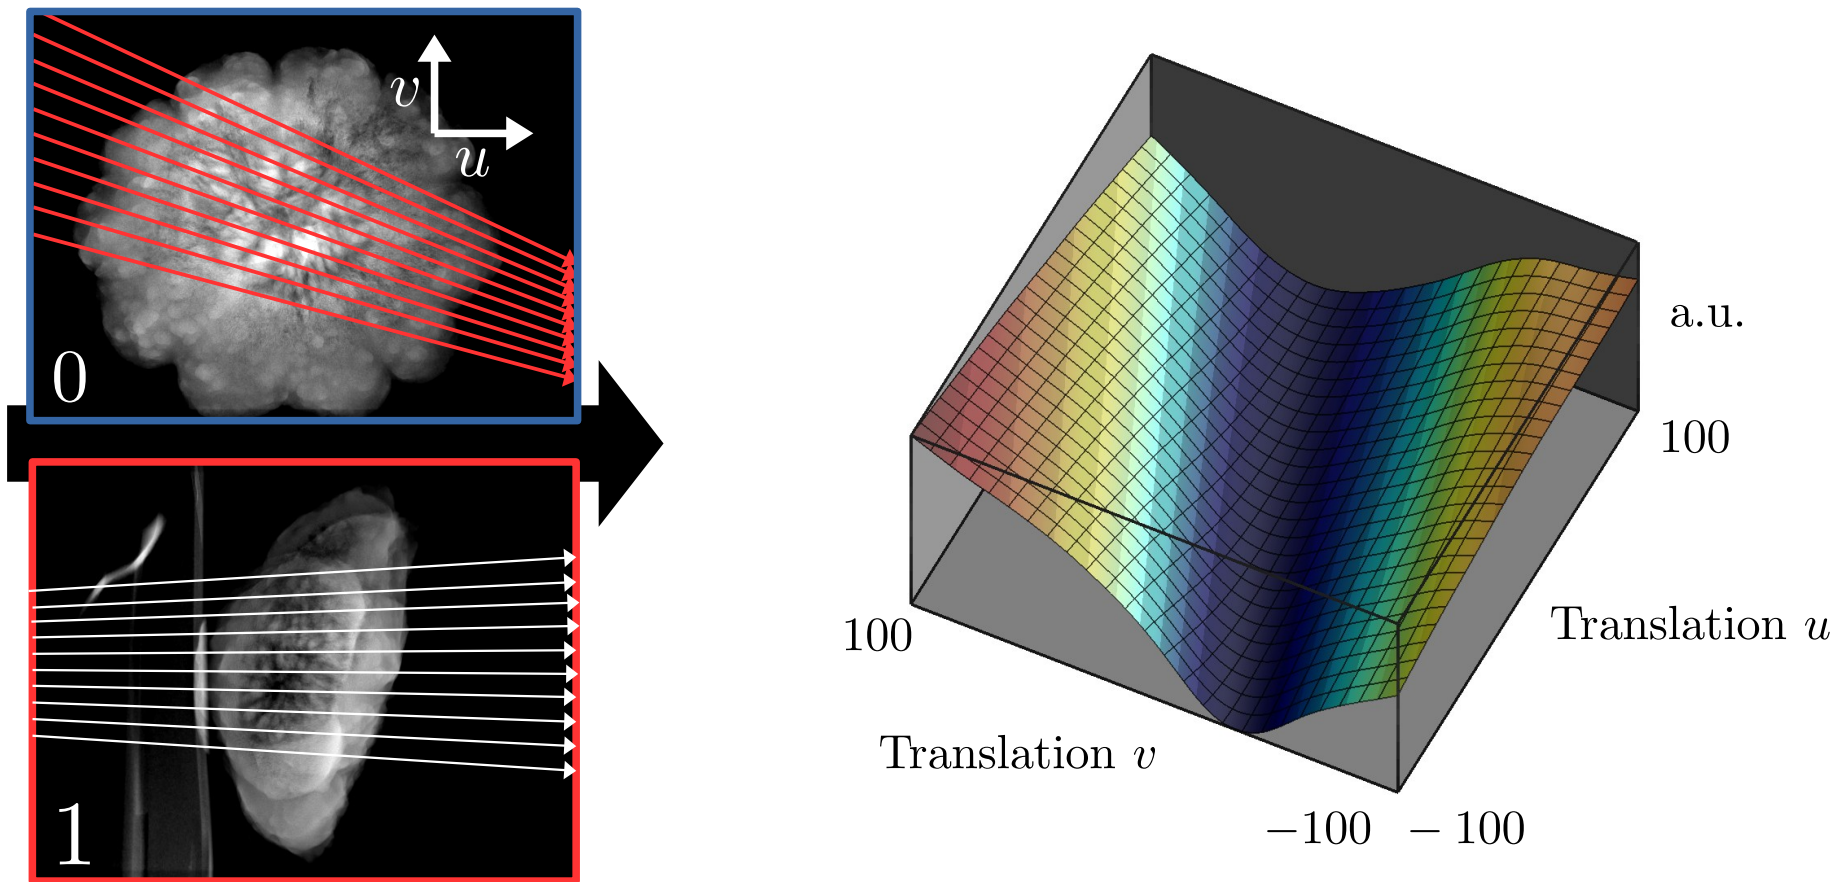 v
u
0
1
a.u.
100
Translation u
100
Translation v
−100
− 100